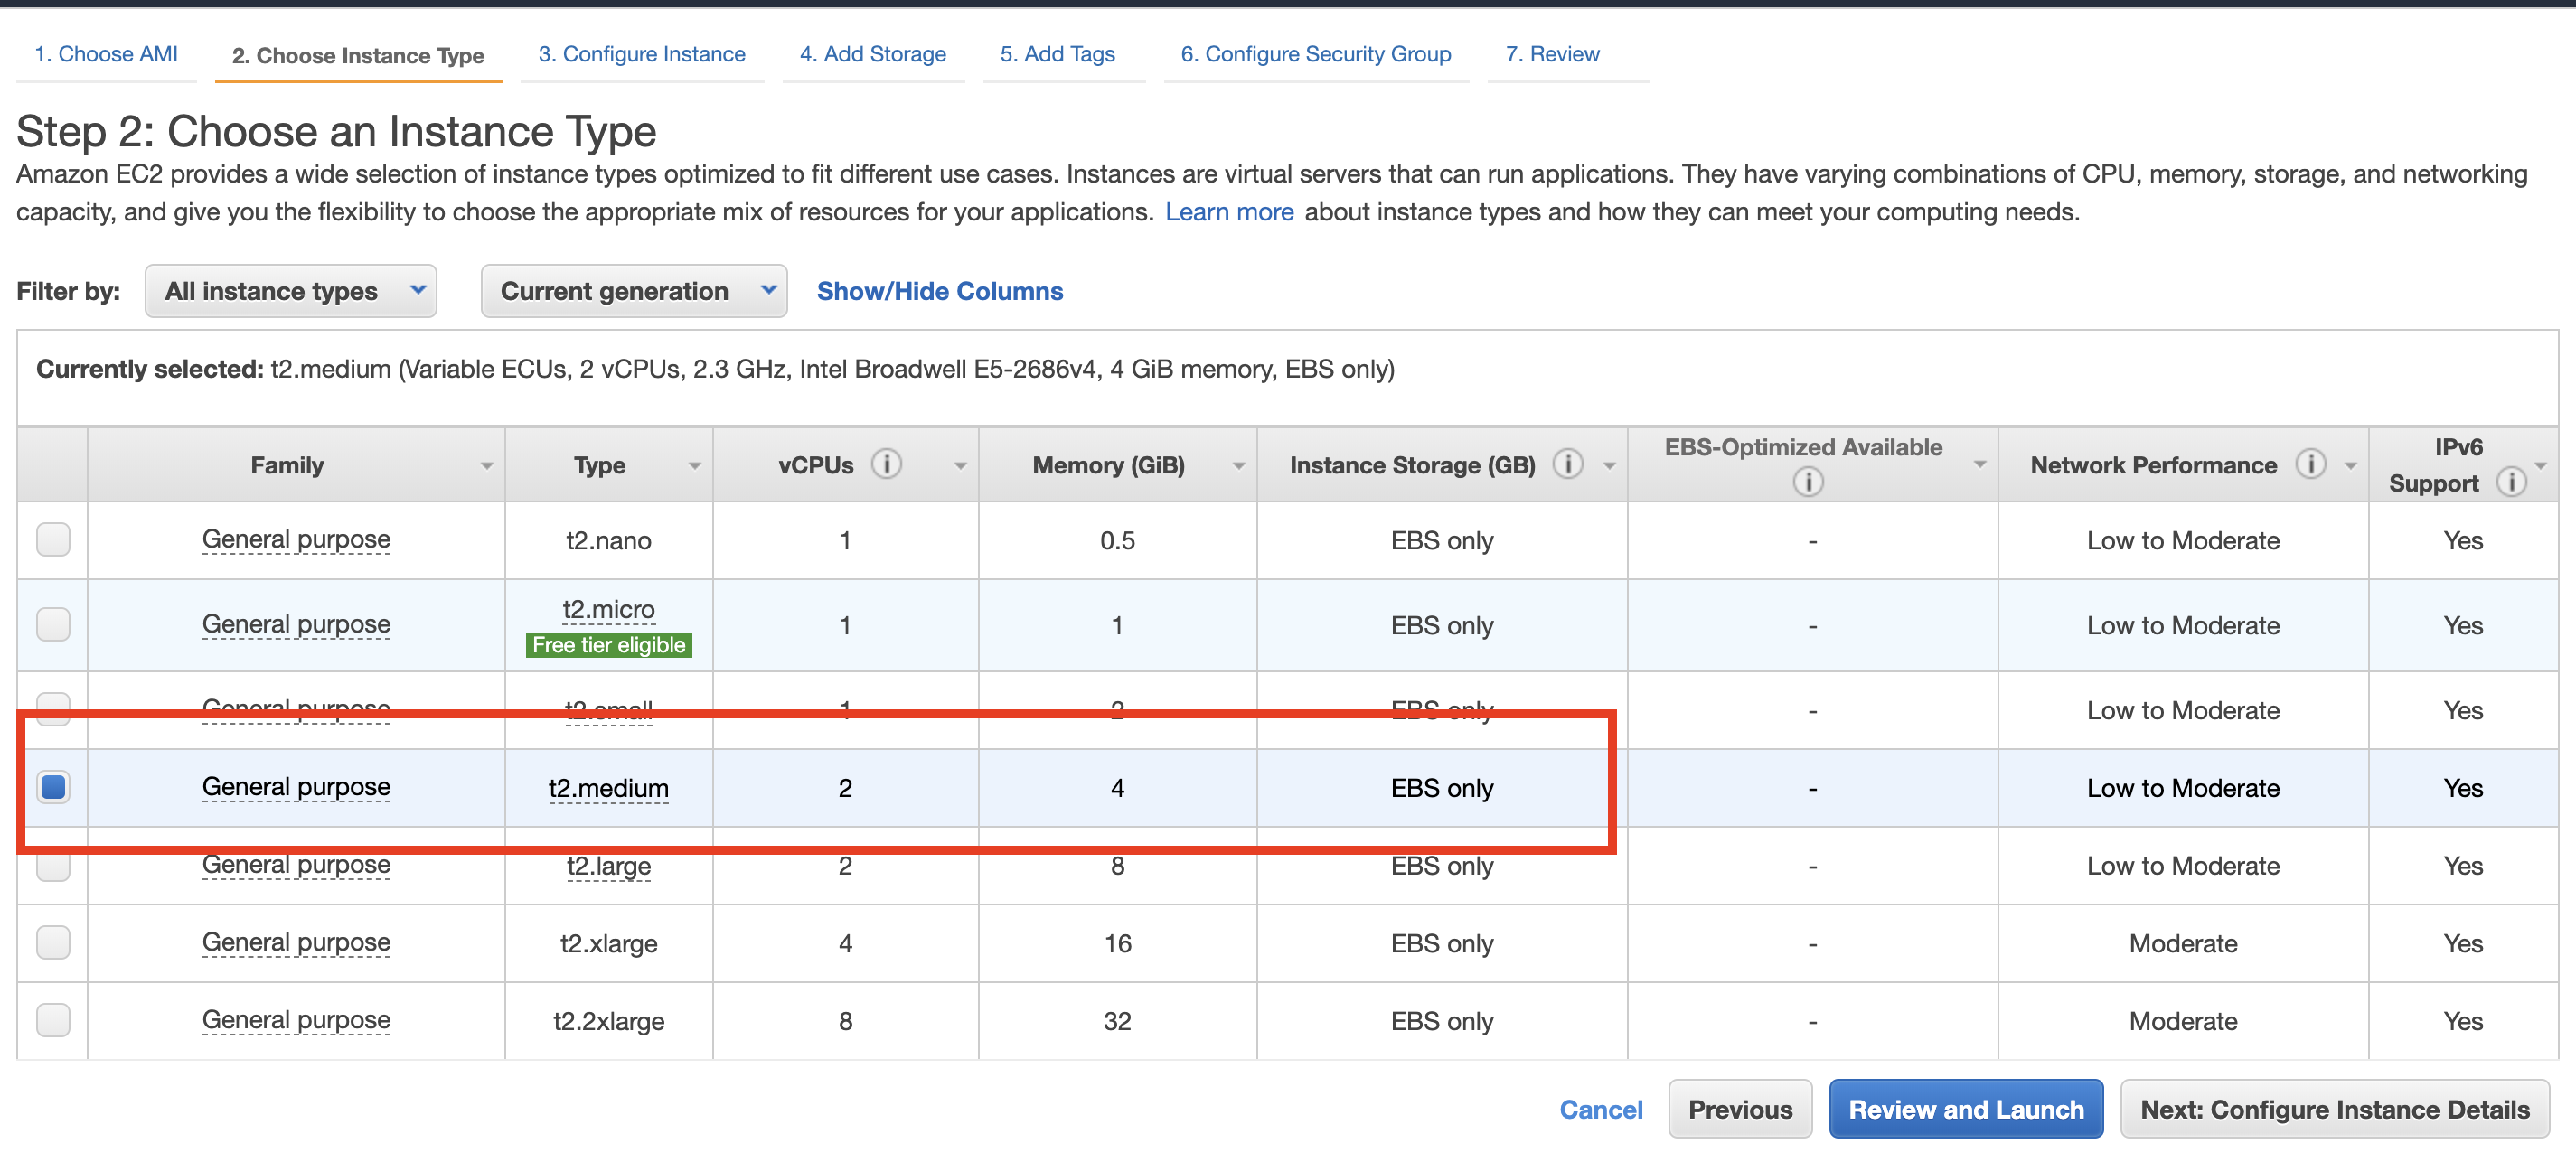 1. Choose AMI 2. Choose Instance Type 3. Configure Instance 4. Add Storage 5. Add Tags 6. Configure Security Group 7. Review
Step 2: Choose an Instance Type
Amazon EC2 provides a wide selection of instance types optimized to fit different use cases. Instances are virtual servers that can run applications. They have varying combinations of CPU, memory, storage, and networking
capacity, and give you the flexibility to choose the appropriate mix of resources for your applications. Learn more about instance types and how they can meet your computing needs.
Filter by: All instance types Current generation Show/Hide Columns
Currently selected: t2.medium (Variable ECUs, 2 vCPUs, 2.3 GHz, Intel Broadwell E5-2686v4, 4 GiB memory, EBS only)
Family Type vCPUs i Memory (GiB) Instance Storage (GB) i EBS-Optimized Available i Network Performance i IPv6 Support i
General purpose t2.nano 1 0.5 EBS only - Low to Moderate Yes
General purpose t2.micro Free tier eligible 1 1 EBS only - Low to Moderate Yes
General purpose t2.small 1 2 EBS only - Low to Moderate Yes
General purpose t2.medium 2 4 EBS only - Low to Moderate Yes
General purpose t2.large 2 8 EBS only - Low to Moderate Yes
General purpose t2.xlarge 4 16 EBS only - Moderate Yes
General purpose t2.2xlarge 8 32 EBS only - Moderate Yes
Cancel Previous Review and Launch Next: Configure Instance Details